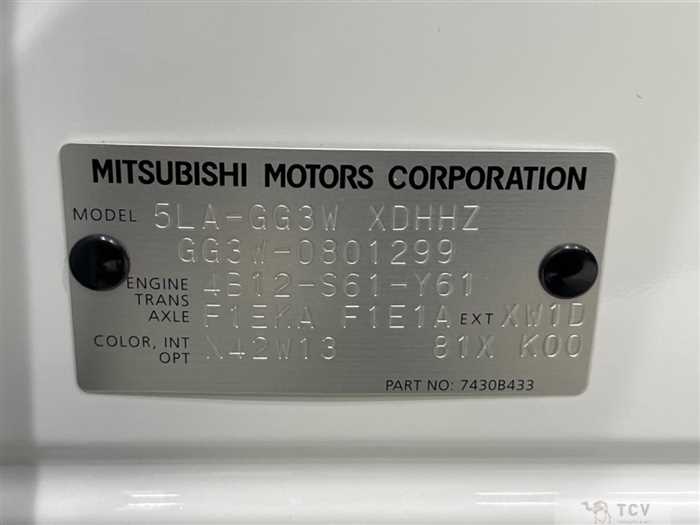 MITSUBISHI MOTORS CORPORATION
MODEL 5LA-GG3W XDHHZ
GG3W-0801299
ENGINE 4B12-S61-Y61
TRANS
AXLE F1EKA F1E1A EXT XW1D
COLOR, INT N42W13 81X K00
OPT
PART NO: 7430B433
TCV